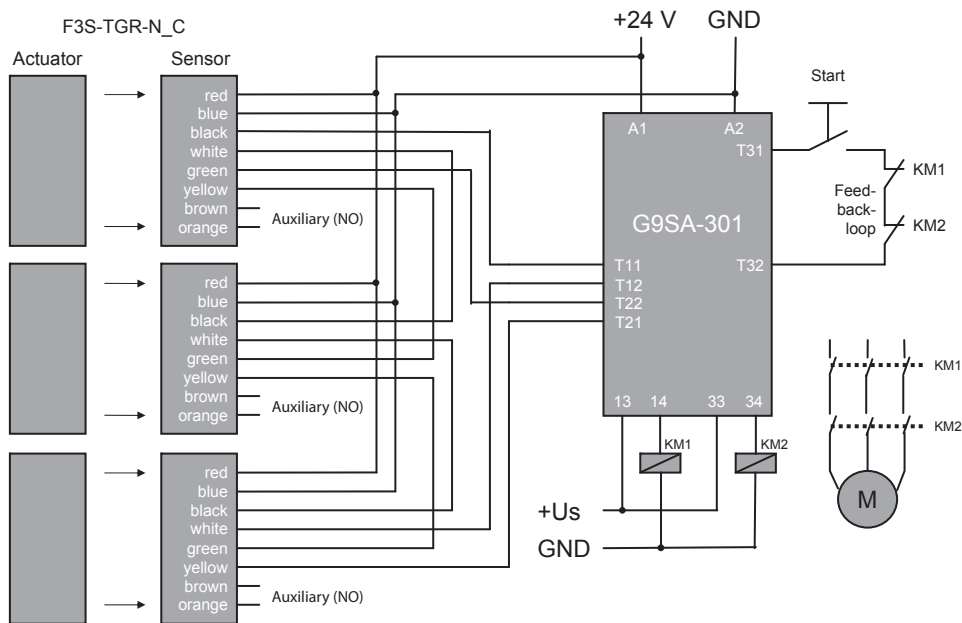 F3S-TGR-N_C
Actuator
Sensor
red
blue
black
white
green
yellow
brown
orange
Auxiliary (NO)
red
blue
black
white
green
yellow
brown
orange
Auxiliary (NO)
red
blue
black
white
green
yellow
brown
orange
Auxiliary (NO)
+24 V
GND
A1
A2
T31
G9SA-301
T11
T12
T22
T21
T32
13
14
33
34
KM1
KM2
+Us
GND
Start
KM1
Feed-
back-
loop
KM2
KM1
KM2
M